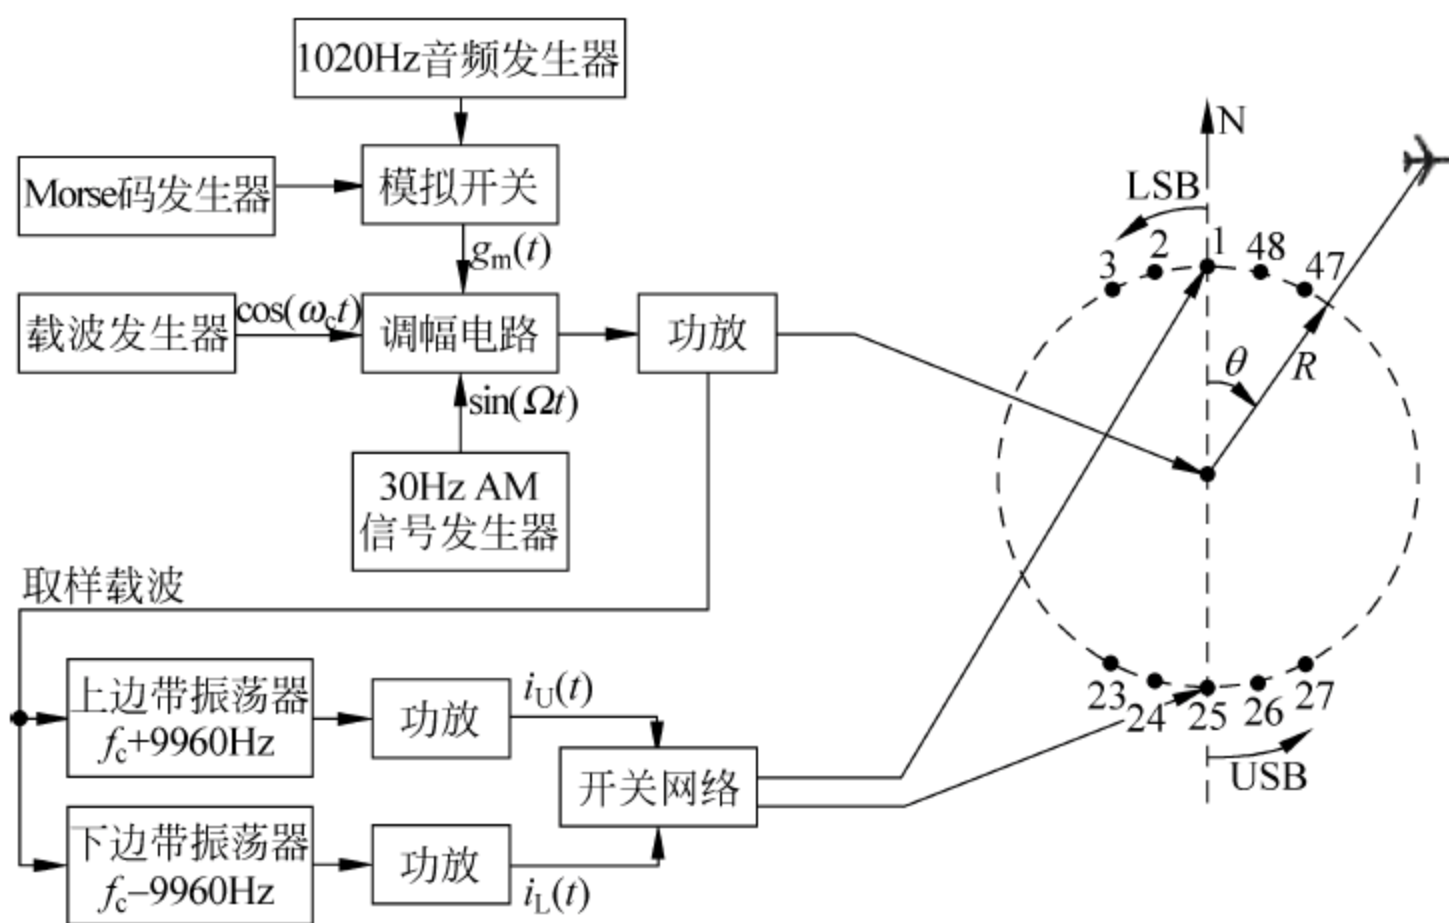 1020Hz音频发生器
Morse码发生器
模拟开关
gm(t)
载波发生器
cos(ωct)
调幅电路
功放
sin(Ωt)
30Hz AM
信号发生器
取样载波
上边带振荡器
fc+9960Hz
功放
iU(t)
开关网络
下边带振荡器
fc−9960Hz
功放
iL(t)
N
LSB
3 2 1 48 47
θ
R
23 24 25 26 27
USB